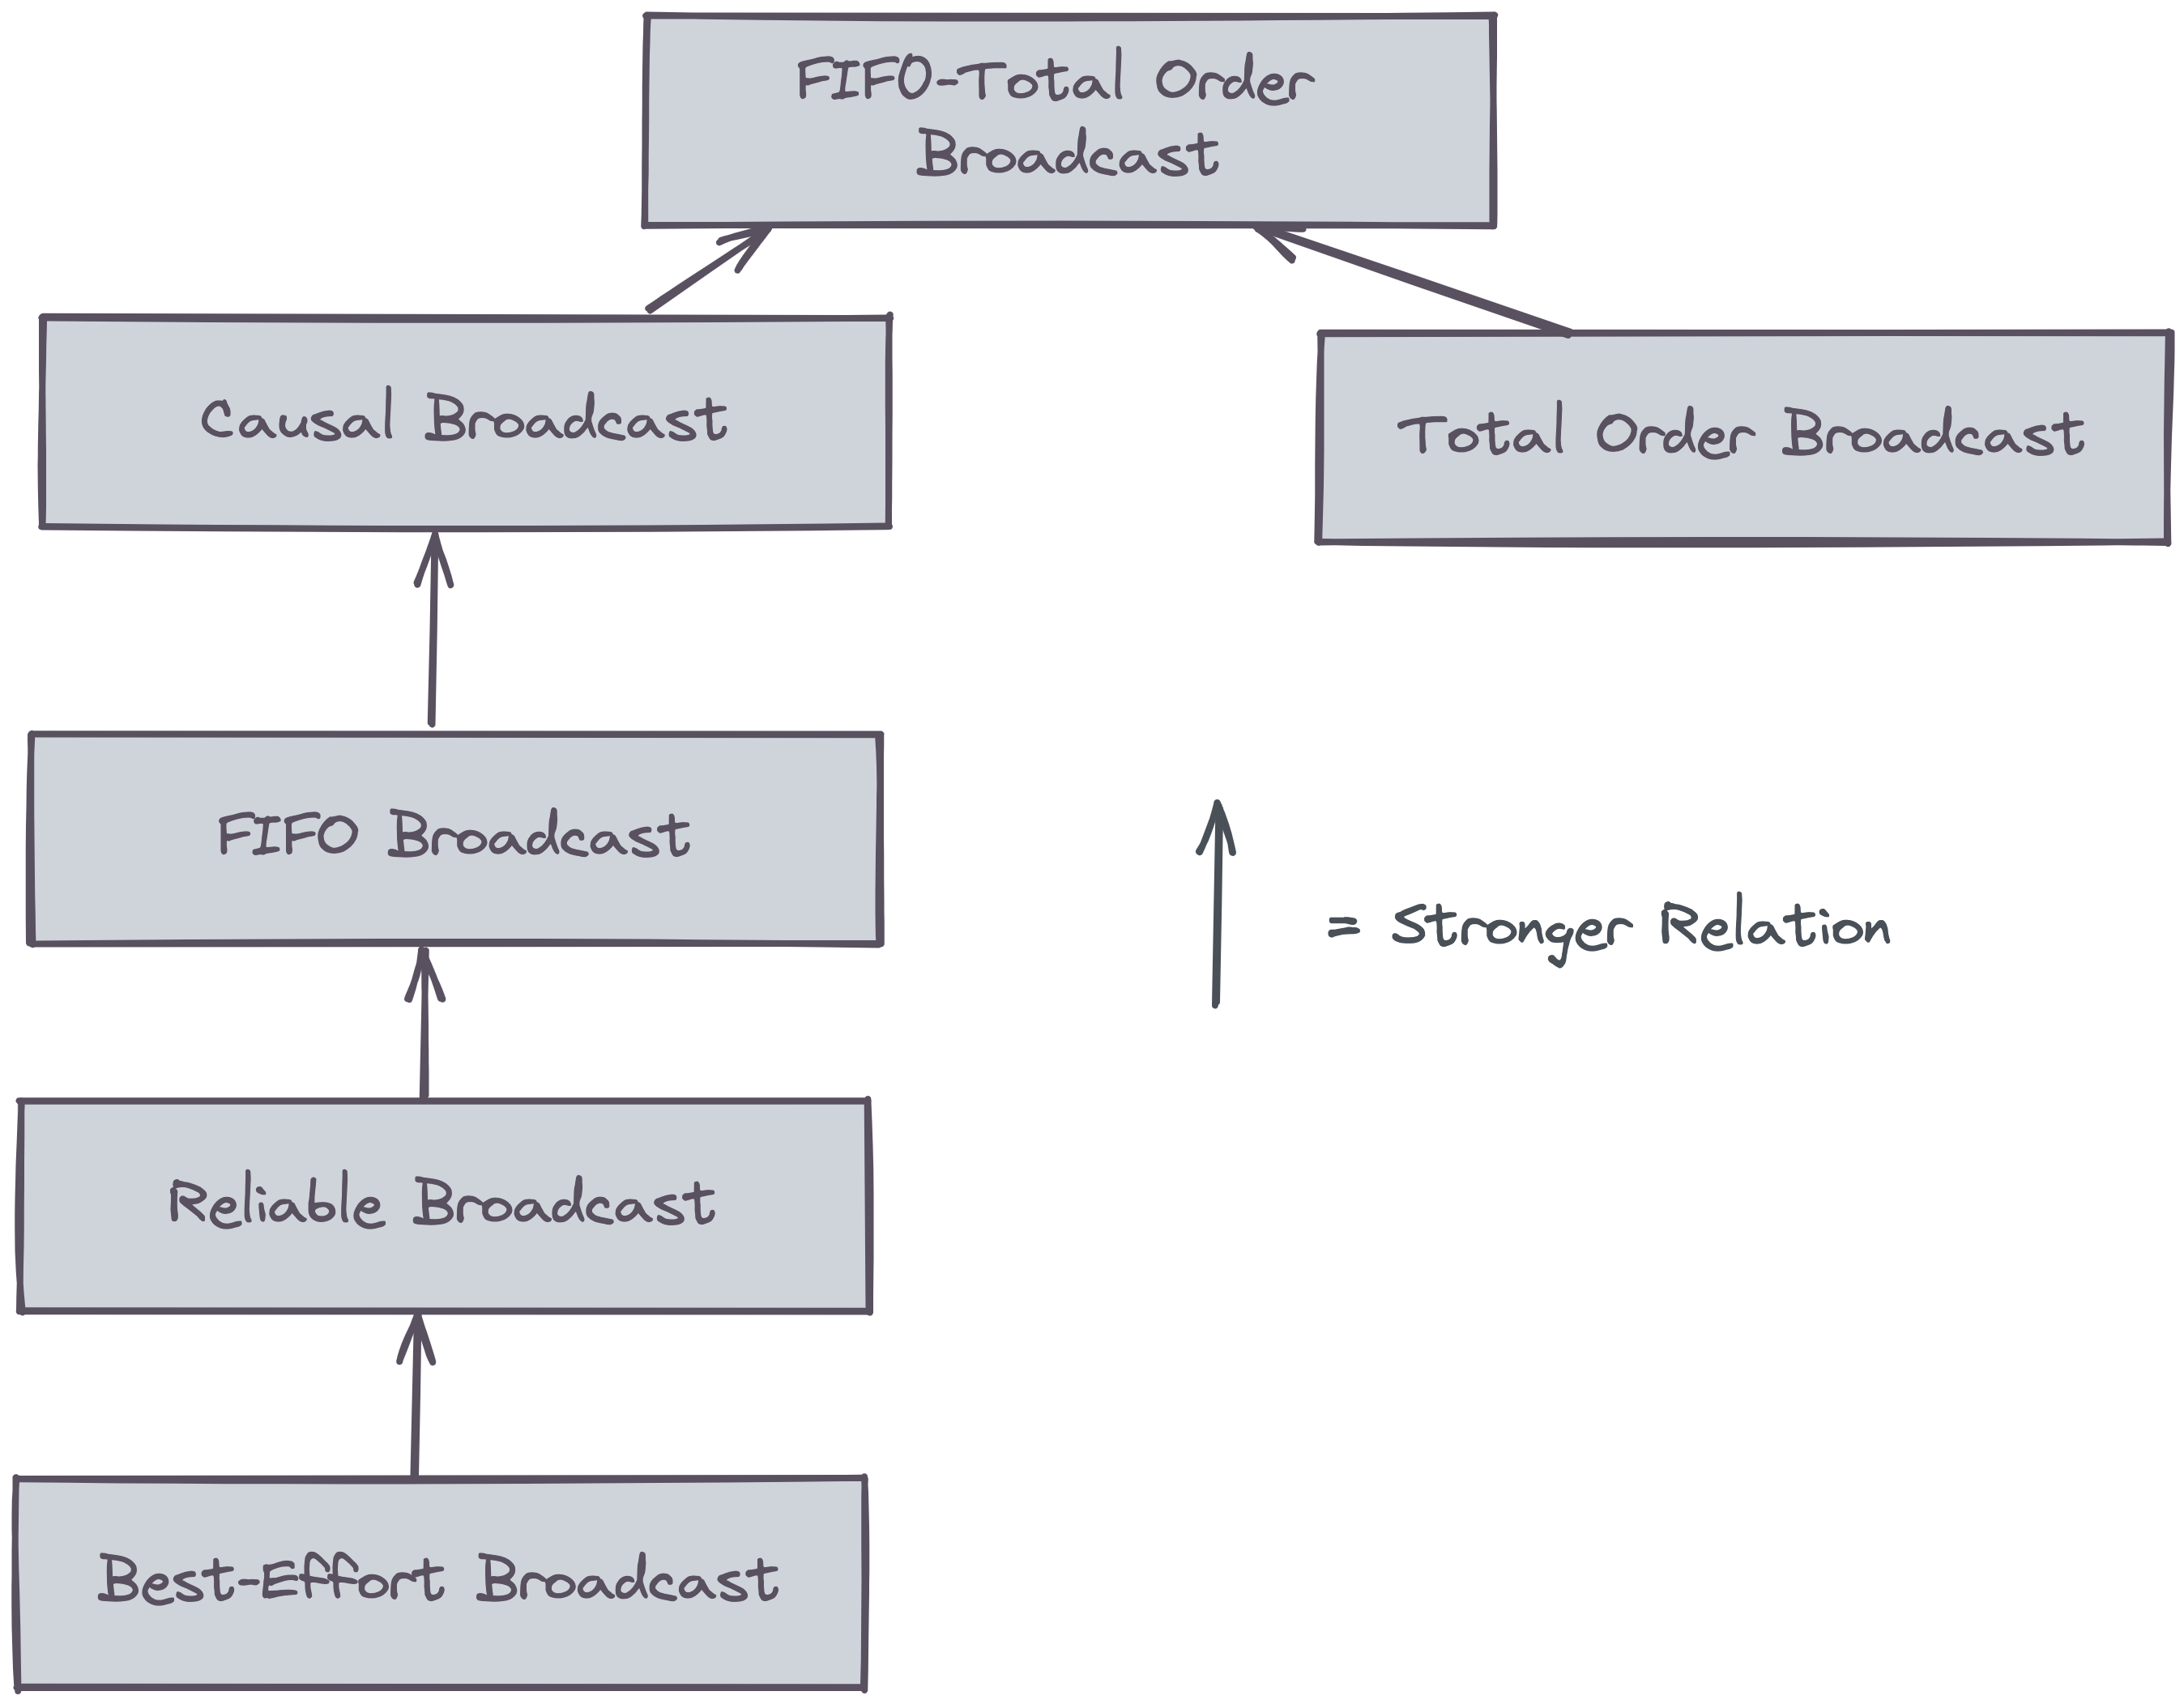 FIFO-Total Order
Broadcast
Causal Broadcast
Total Order Broadcast
FIFO Broadcast
= Stronger Relation
Reliable Broadcast
Best-Effort Broadcast